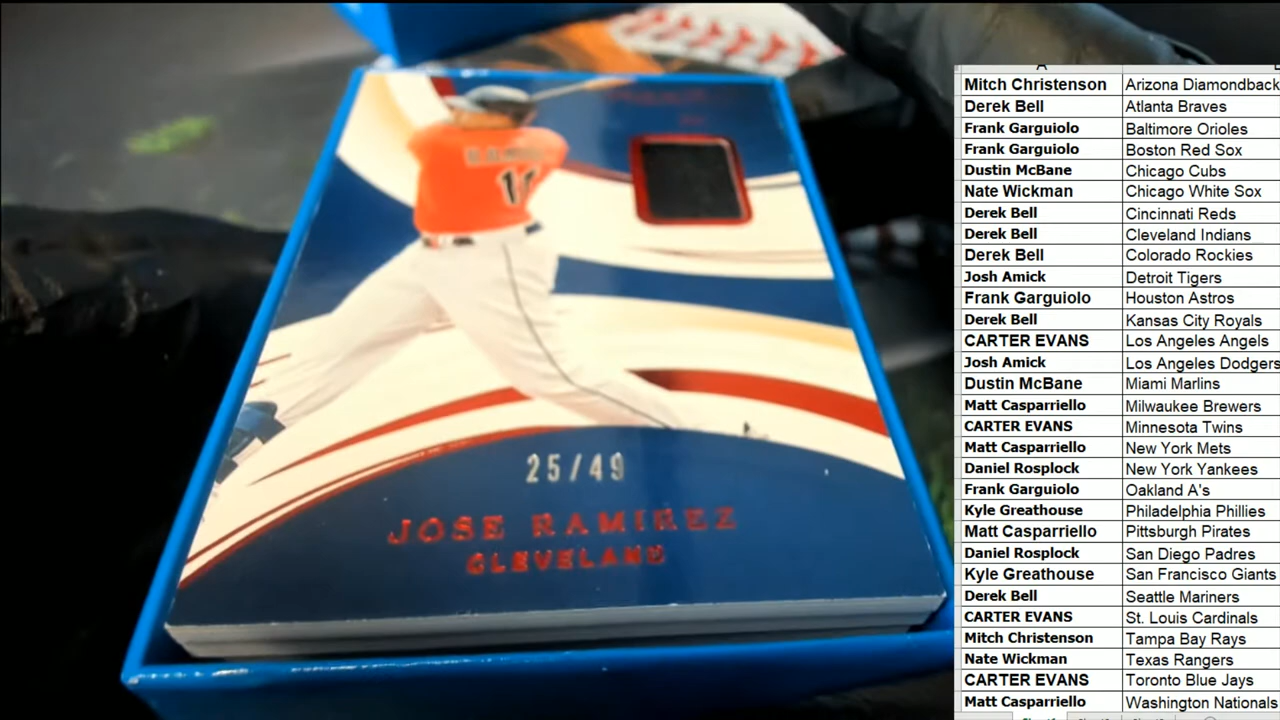 RAMIREZ
11
25/49
JOSE RAMIREZ
CLEVELAND
A
Mitch Christenson Arizona Diamondback
Derek Bell Atlanta Braves
Frank Garguiolo Baltimore Orioles
Frank Garguiolo Boston Red Sox
Dustin McBane Chicago Cubs
Nate Wickman Chicago White Sox
Derek Bell Cincinnati Reds
Derek Bell Cleveland Indians
Derek Bell Colorado Rockies
Josh Amick Detroit Tigers
Frank Garguiolo Houston Astros
Derek Bell Kansas City Royals
CARTER EVANS Los Angeles Angels
Josh Amick Los Angeles Dodgers
Dustin McBane Miami Marlins
Matt Casparriello Milwaukee Brewers
CARTER EVANS Minnesota Twins
Matt Casparriello New York Mets
Daniel Rosplock New York Yankees
Frank Garguiolo Oakland A's
Kyle Greathouse Philadelphia Phillies
Matt Casparriello Pittsburgh Pirates
Daniel Rosplock San Diego Padres
Kyle Greathouse San Francisco Giants
Derek Bell Seattle Mariners
CARTER EVANS St. Louis Cardinals
Mitch Christenson Tampa Bay Rays
Nate Wickman Texas Rangers
CARTER EVANS Toronto Blue Jays
Matt Casparriello Washington Nationals